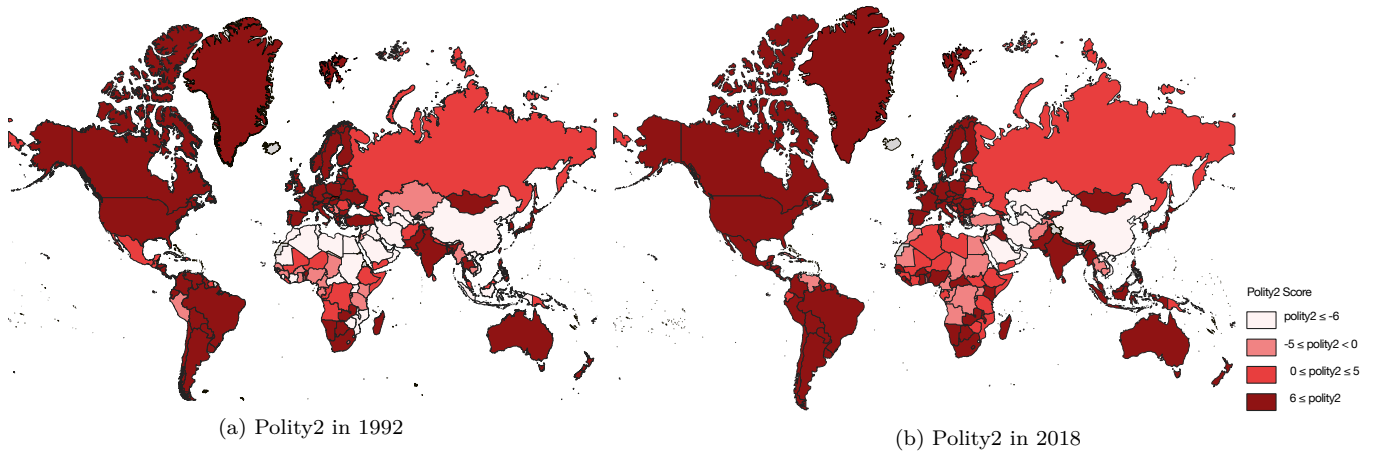 Polity2 Score
polity2 ≤ -6
-5 ≤ polity2 < 0
0 ≤ polity2 ≤ 5
6 ≤ polity2
(a) Polity2 in 1992
(b) Polity2 in 2018